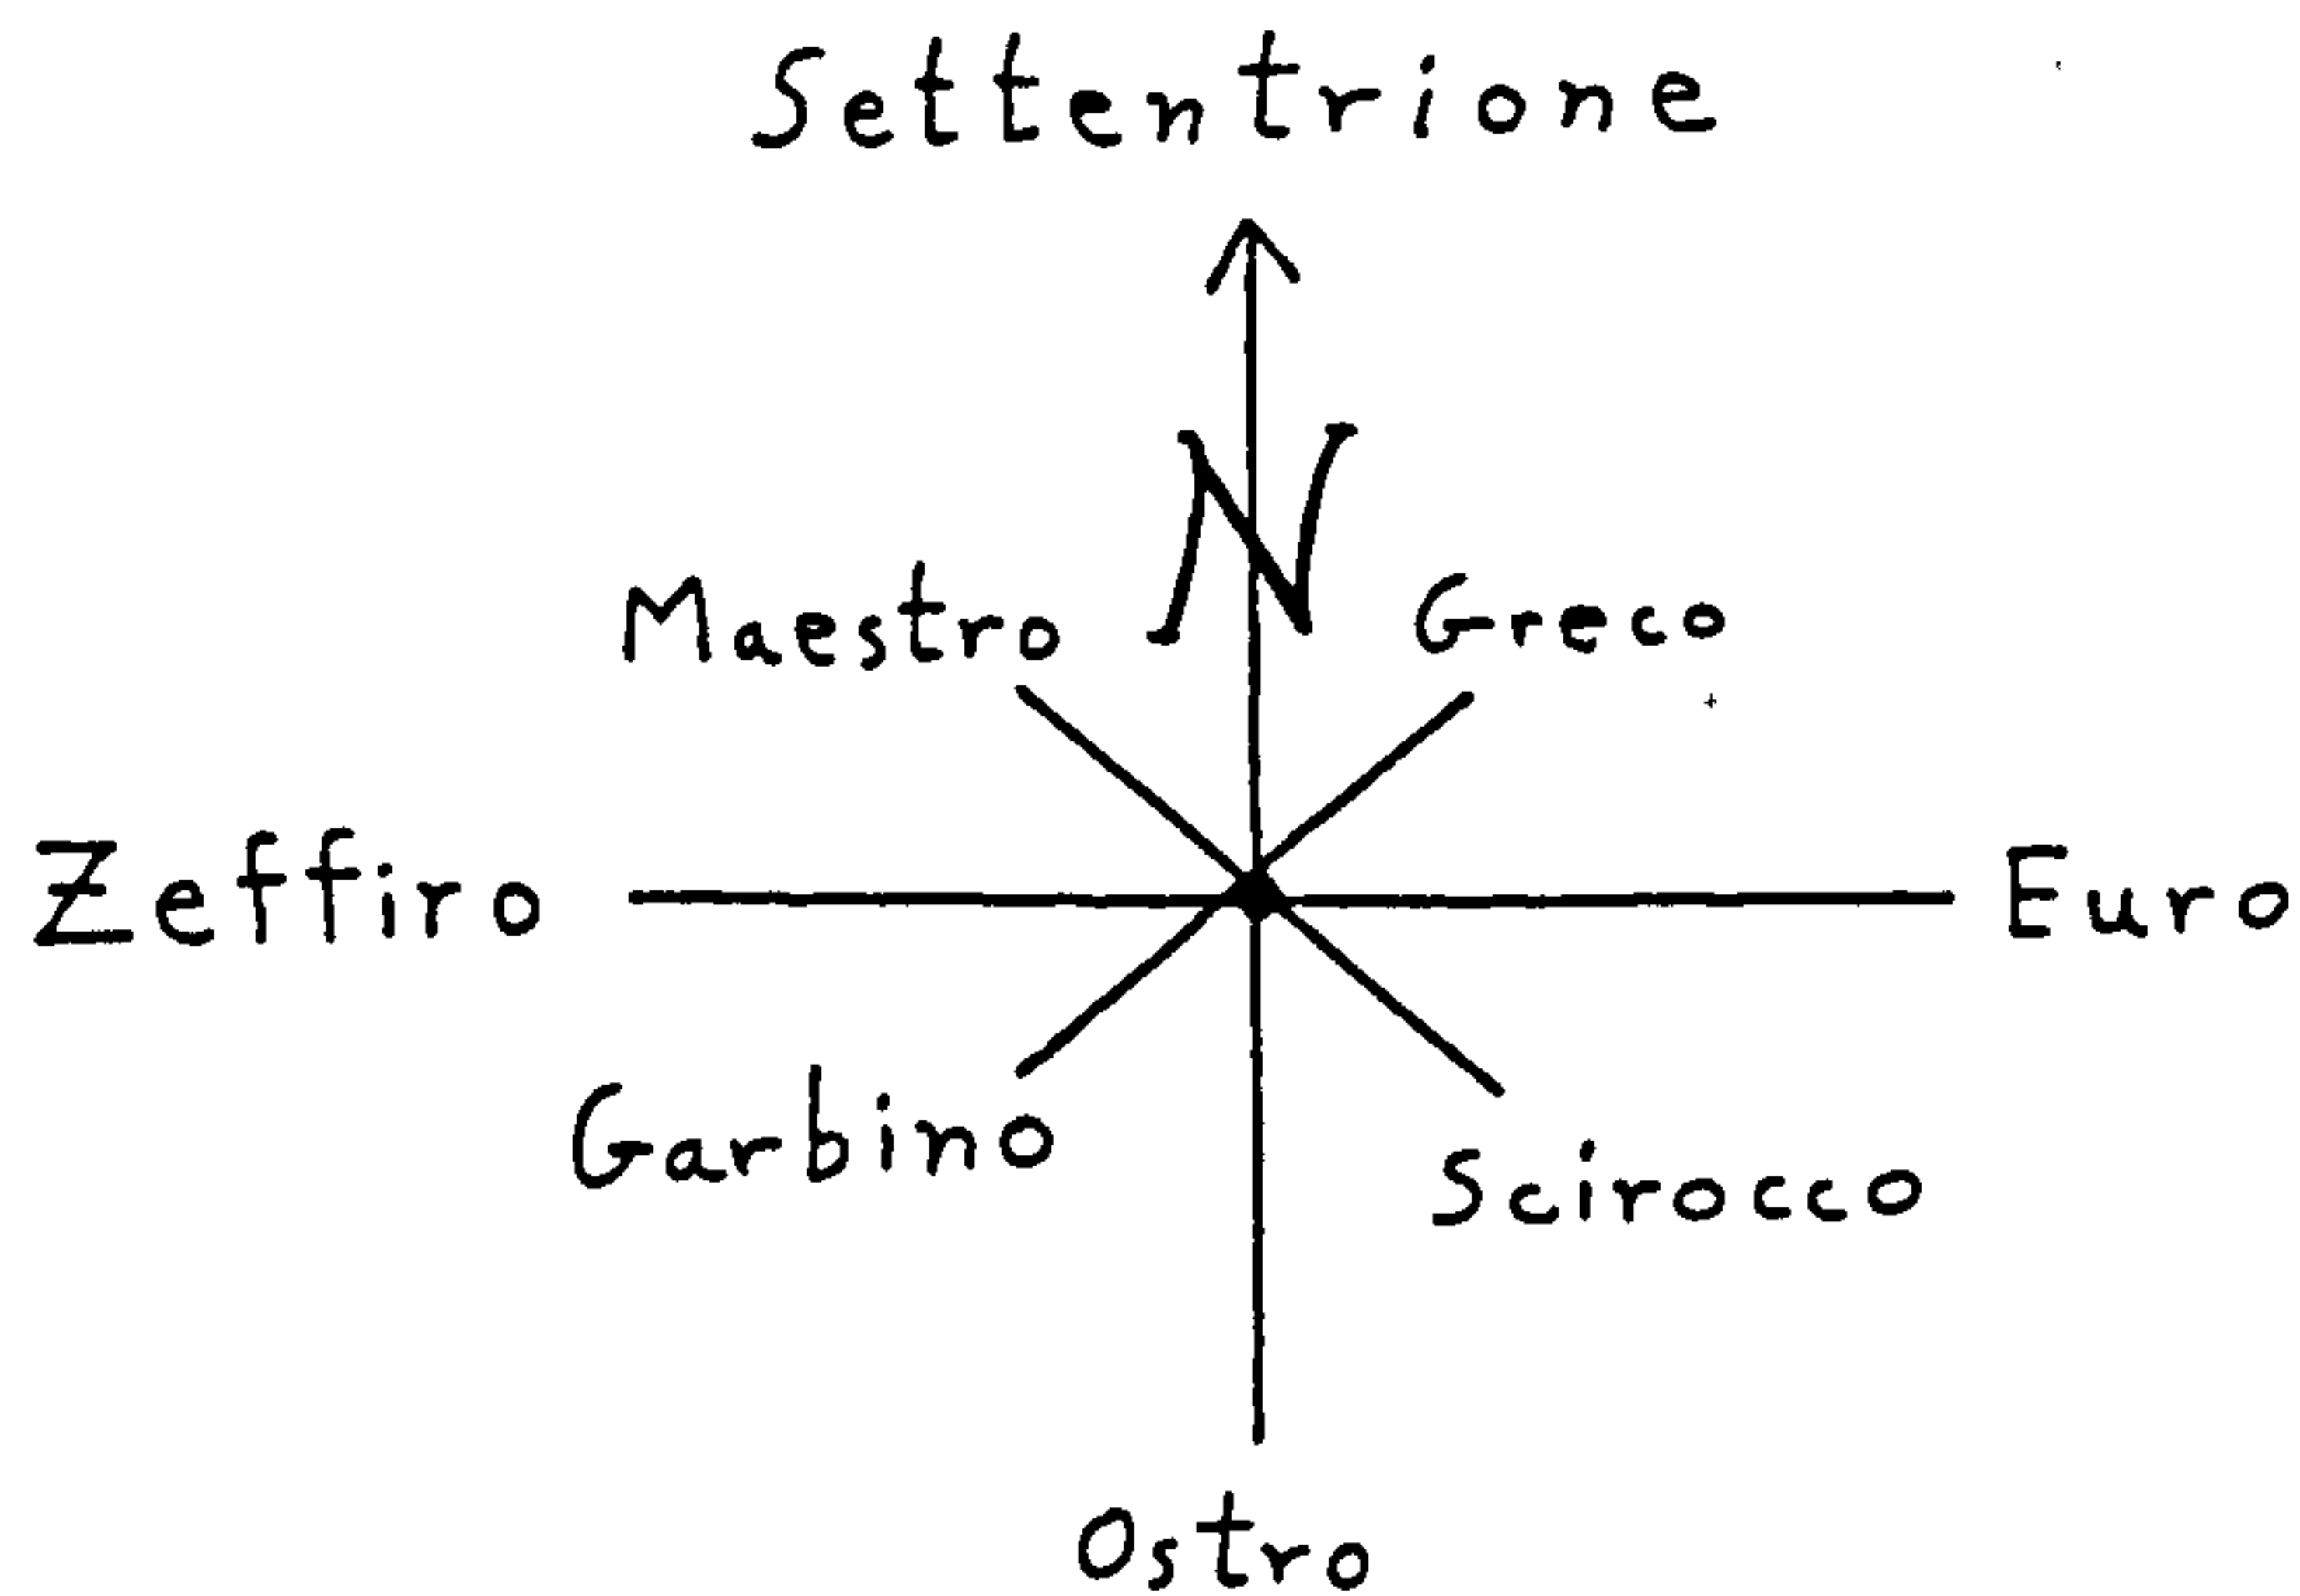 Settentrione
N
Maestro
Greco
Zeffiro
Euro
Garbino
Scirocco
Ostro